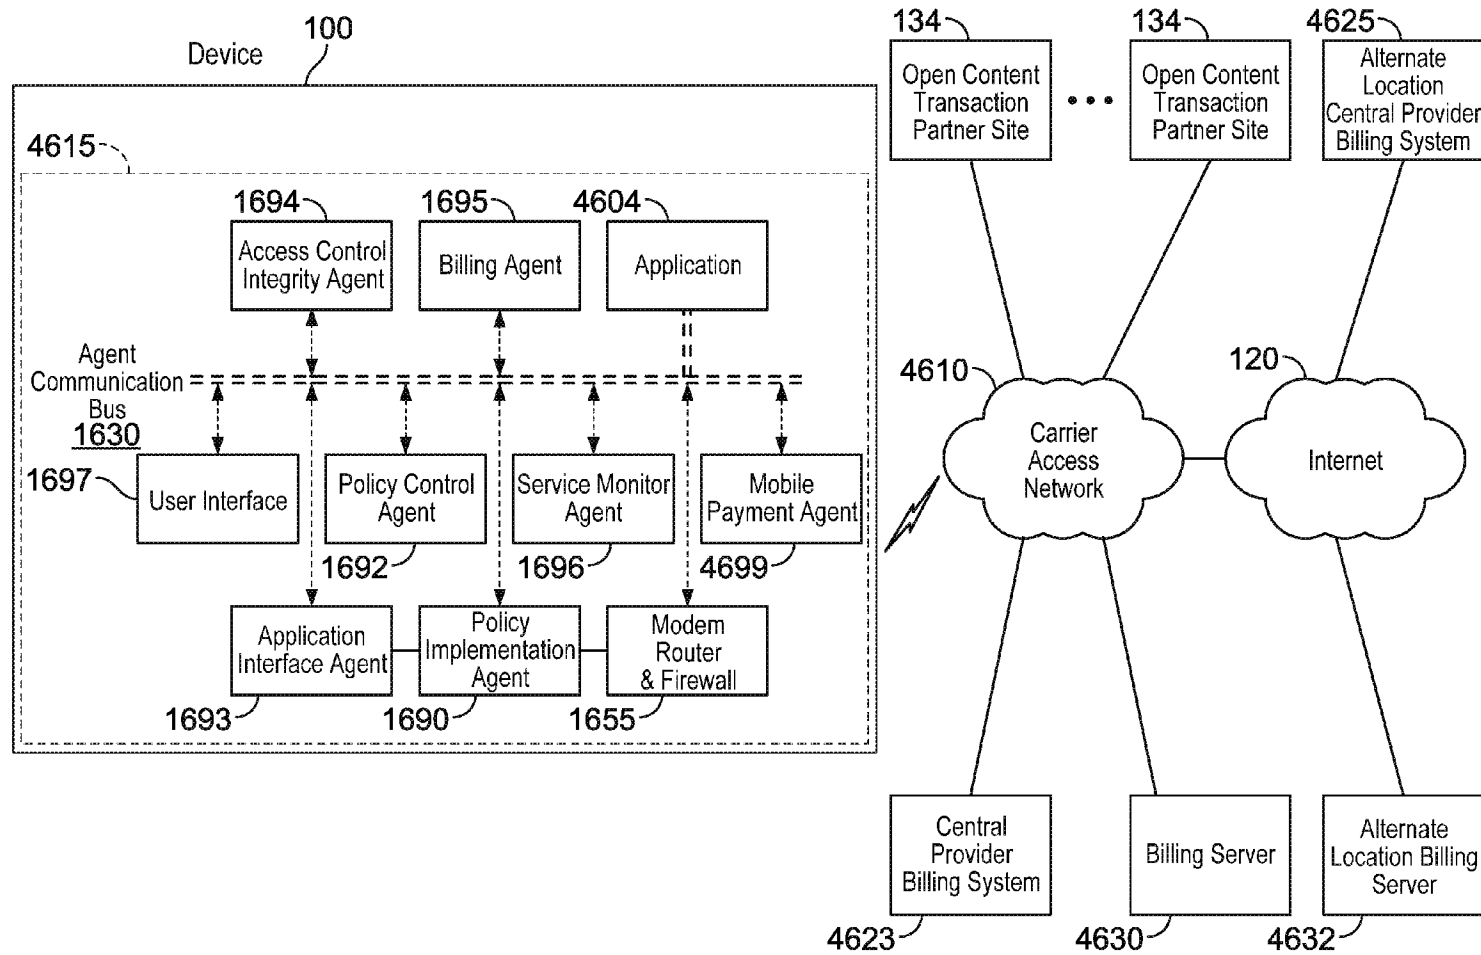 Device
100
4615
1694
Access Control
Integrity Agent
1695
Billing Agent
4604
Application
Agent
Communication
Bus
1630
1697
User Interface
Policy Control
Agent
1692
Service Monitor
Agent
1696
Mobile
Payment Agent
4699
Application
Interface Agent
1693
Policy
Implementation
Agent
1690
Modem
Router
& Firewall
1655
134
Open Content
Transaction
Partner Site
134
Open Content
Transaction
Partner Site
4625
Alternate
Location
Central Provider
Billing System
4610
Carrier
Access
Network
120
Internet
Central
Provider
Billing System
4623
Billing Server
4630
Alternate
Location Billing
Server
4632